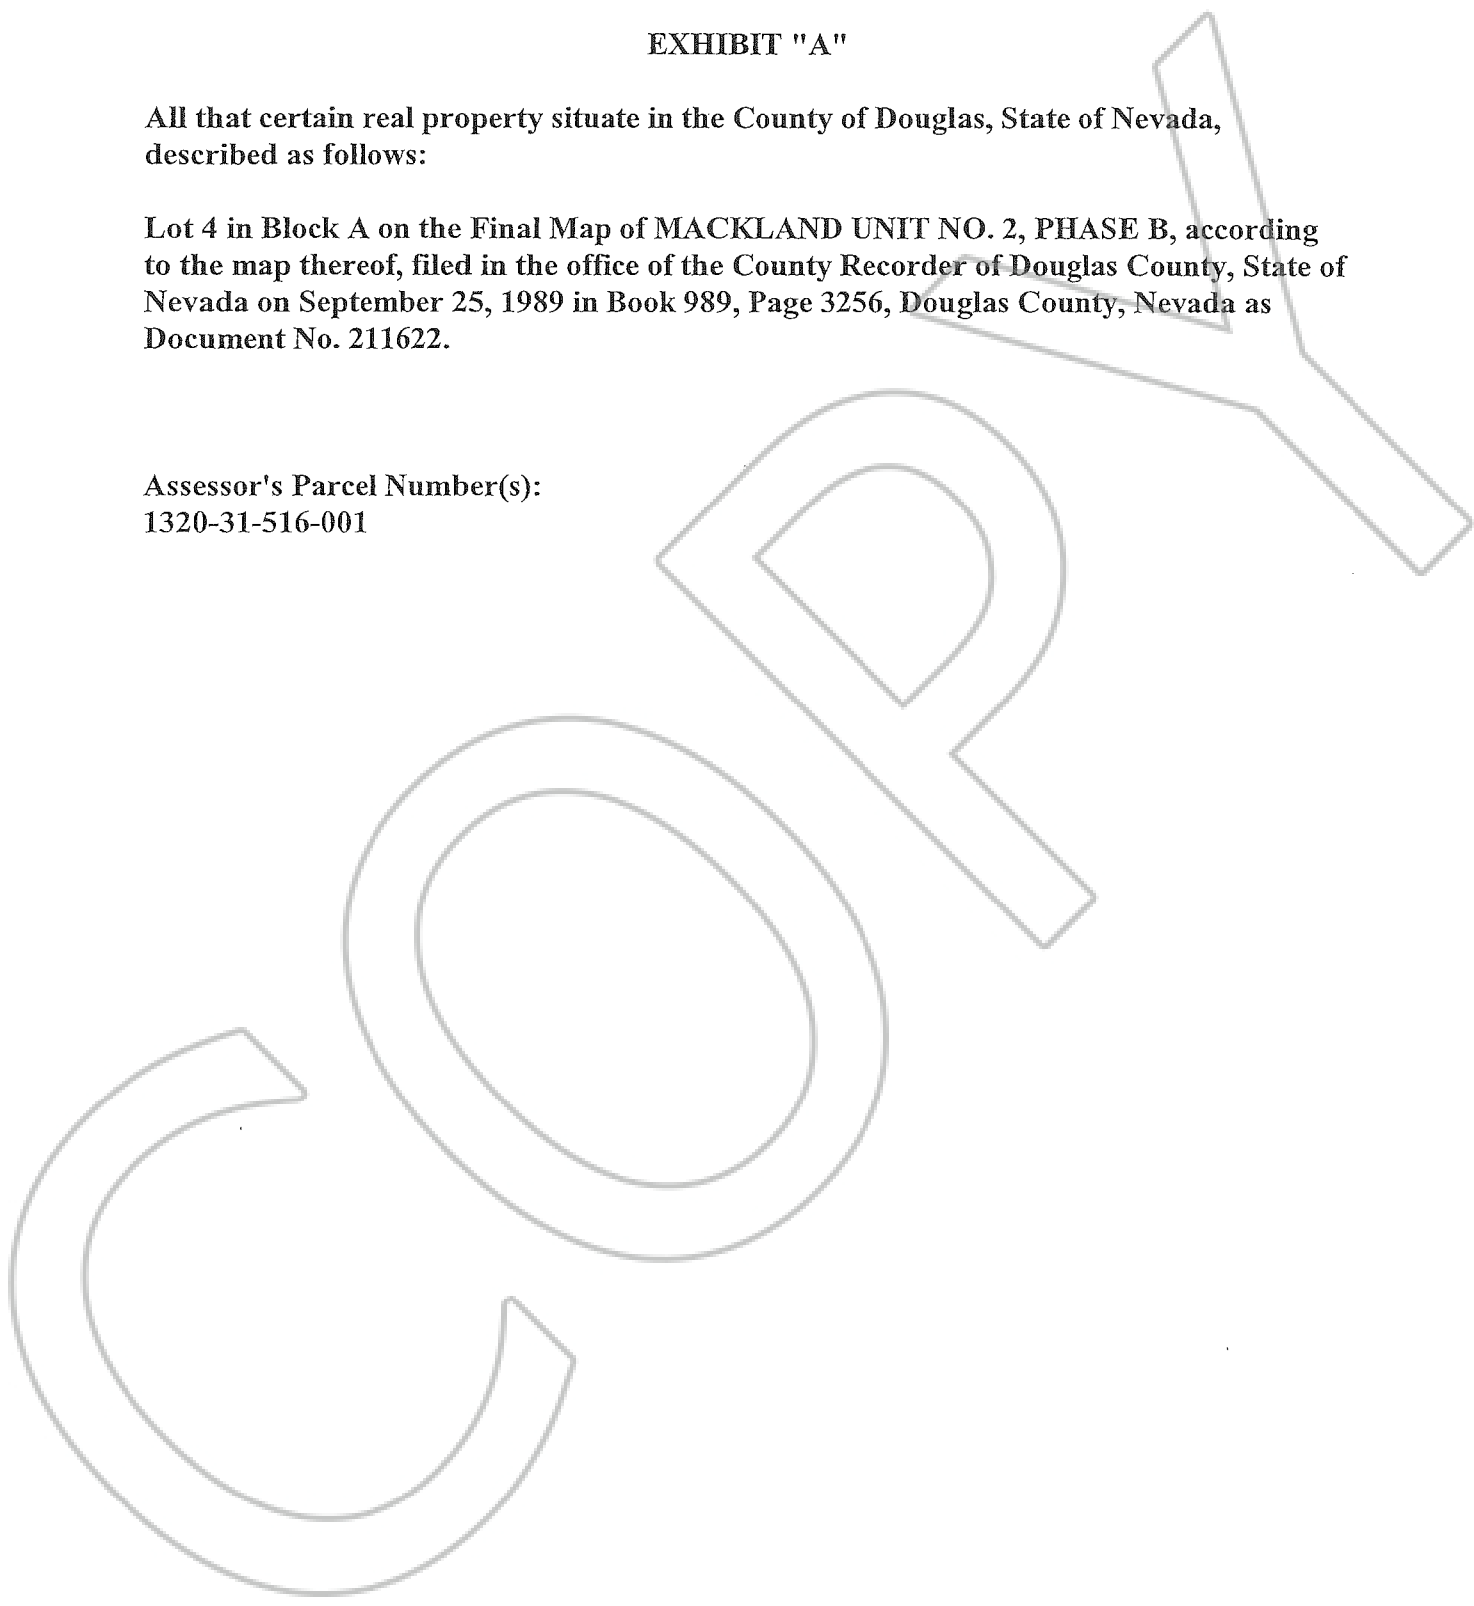 EXHIBIT "A"
All that certain real property situate in the County of Douglas, State of Nevada,
described as follows:
Lot 4 in Block A on the Final Map of MACKLAND UNIT NO. 2, PHASE B, according
to the map thereof, filed in the office of the County Recorder of Douglas County, State of
Nevada on September 25, 1989 in Book 989, Page 3256, Douglas County, Nevada as
Document No. 211622.
Assessor's Parcel Number(s):
1320-31-516-001
COPY